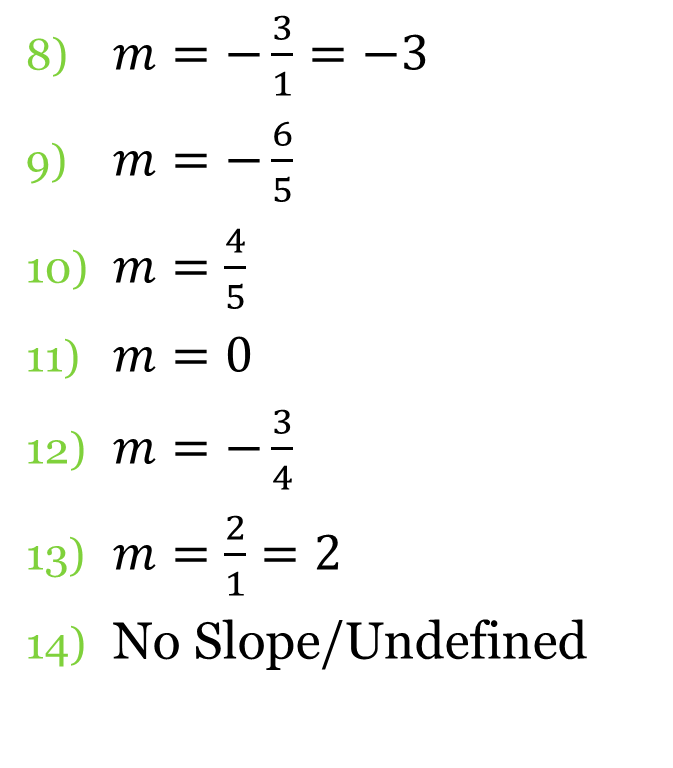 8) m = −3/1 = −3
9) m = −6/5
10) m = 4/5
11) m = 0
12) m = −3/4
13) m = 2/1 = 2
14) No Slope/Undefined